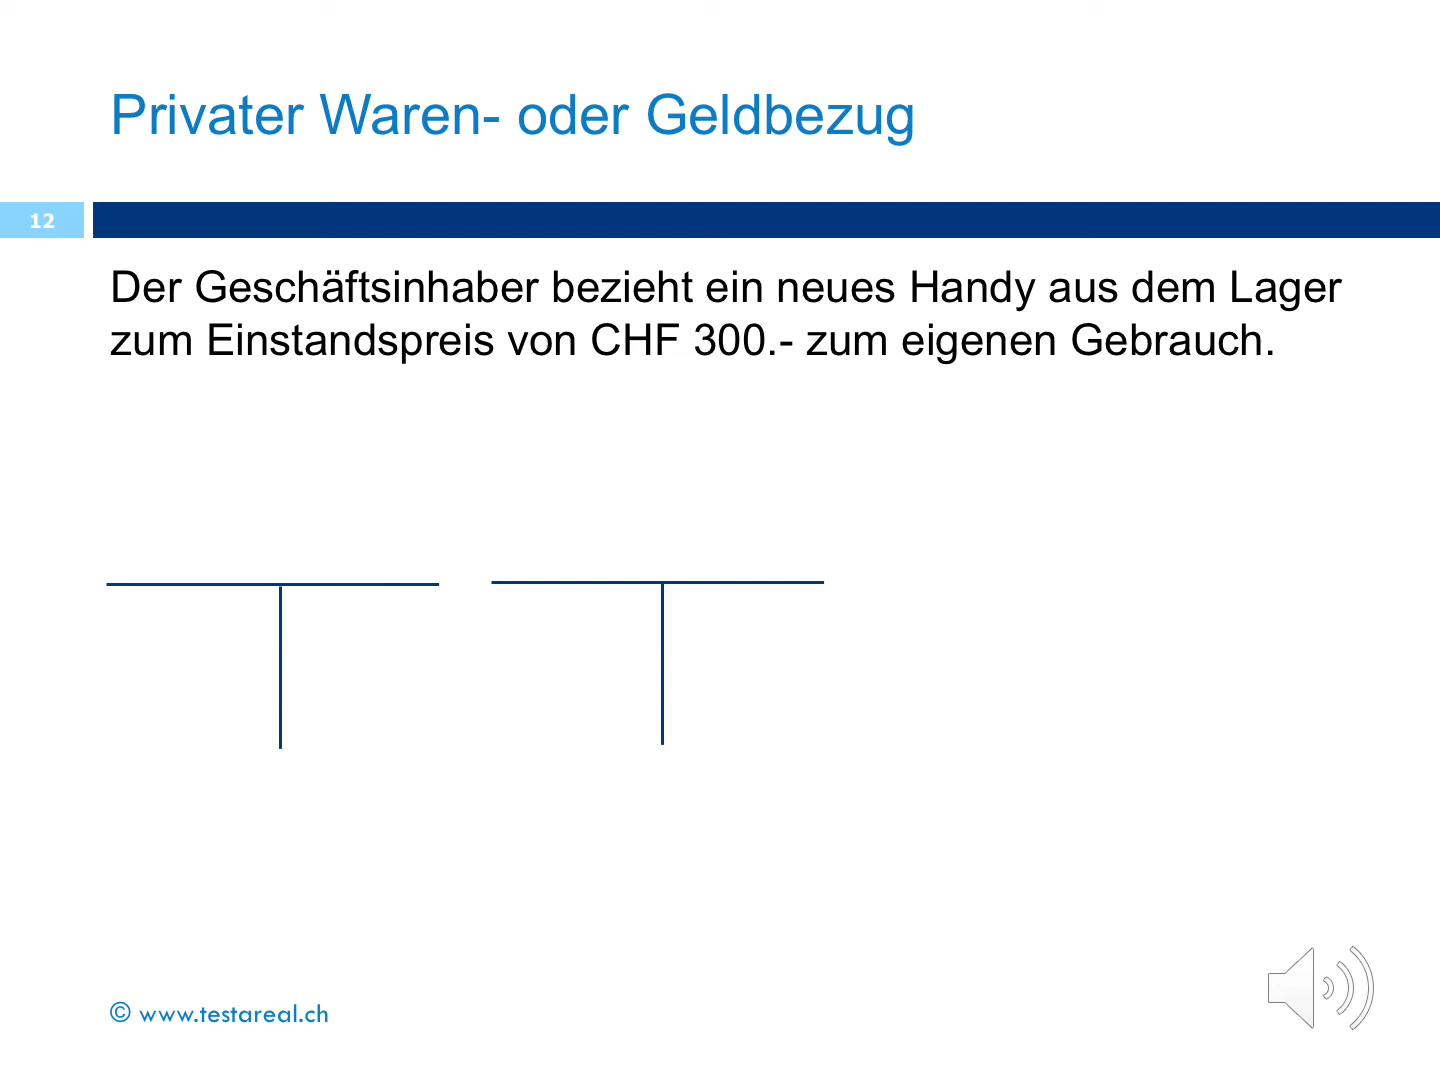 Privater Waren- oder Geldbezug
12
Der Geschäftsinhaber bezieht ein neues Handy aus dem Lager
zum Einstandspreis von CHF 300.- zum eigenen Gebrauch.
© www.testareal.ch